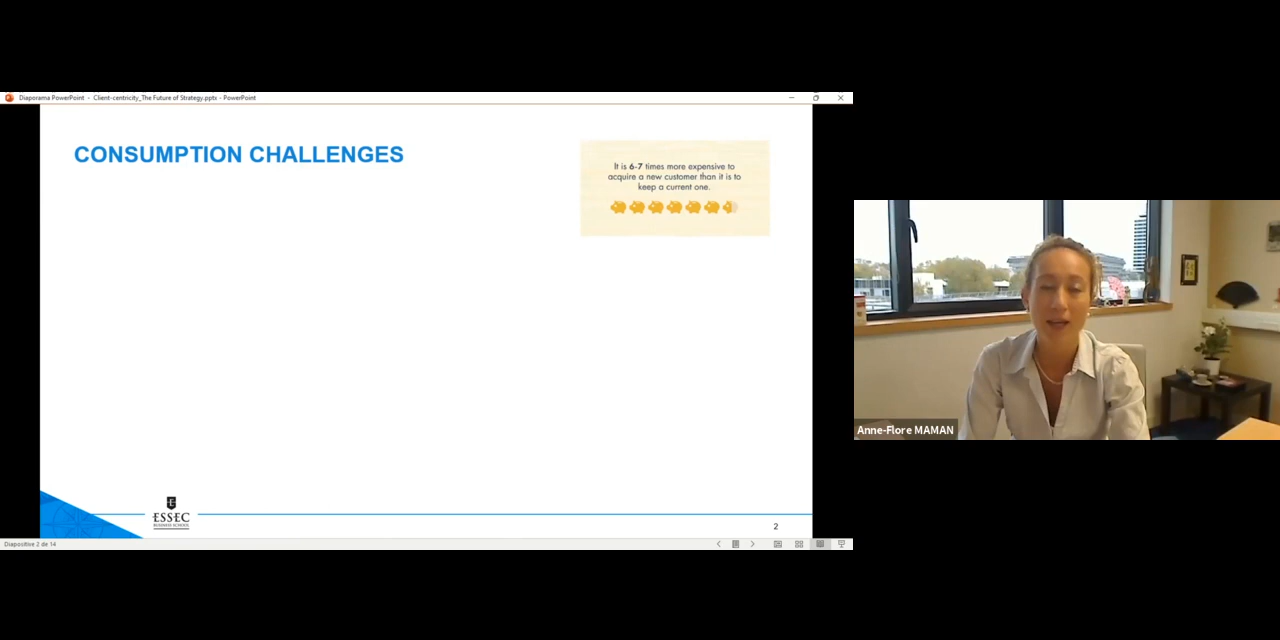 Diaporama PowerPoint - Client-centricity_The Future of Strategy.pptx - PowerPoint
CONSUMPTION CHALLENGES
It is 6-7 times more expensive to
acquire a new customer than it is to
keep a current one.
Anne-Flore MAMAN
ESSEC
BUSINESS SCHOOL
2
Diapositive 2 de 14